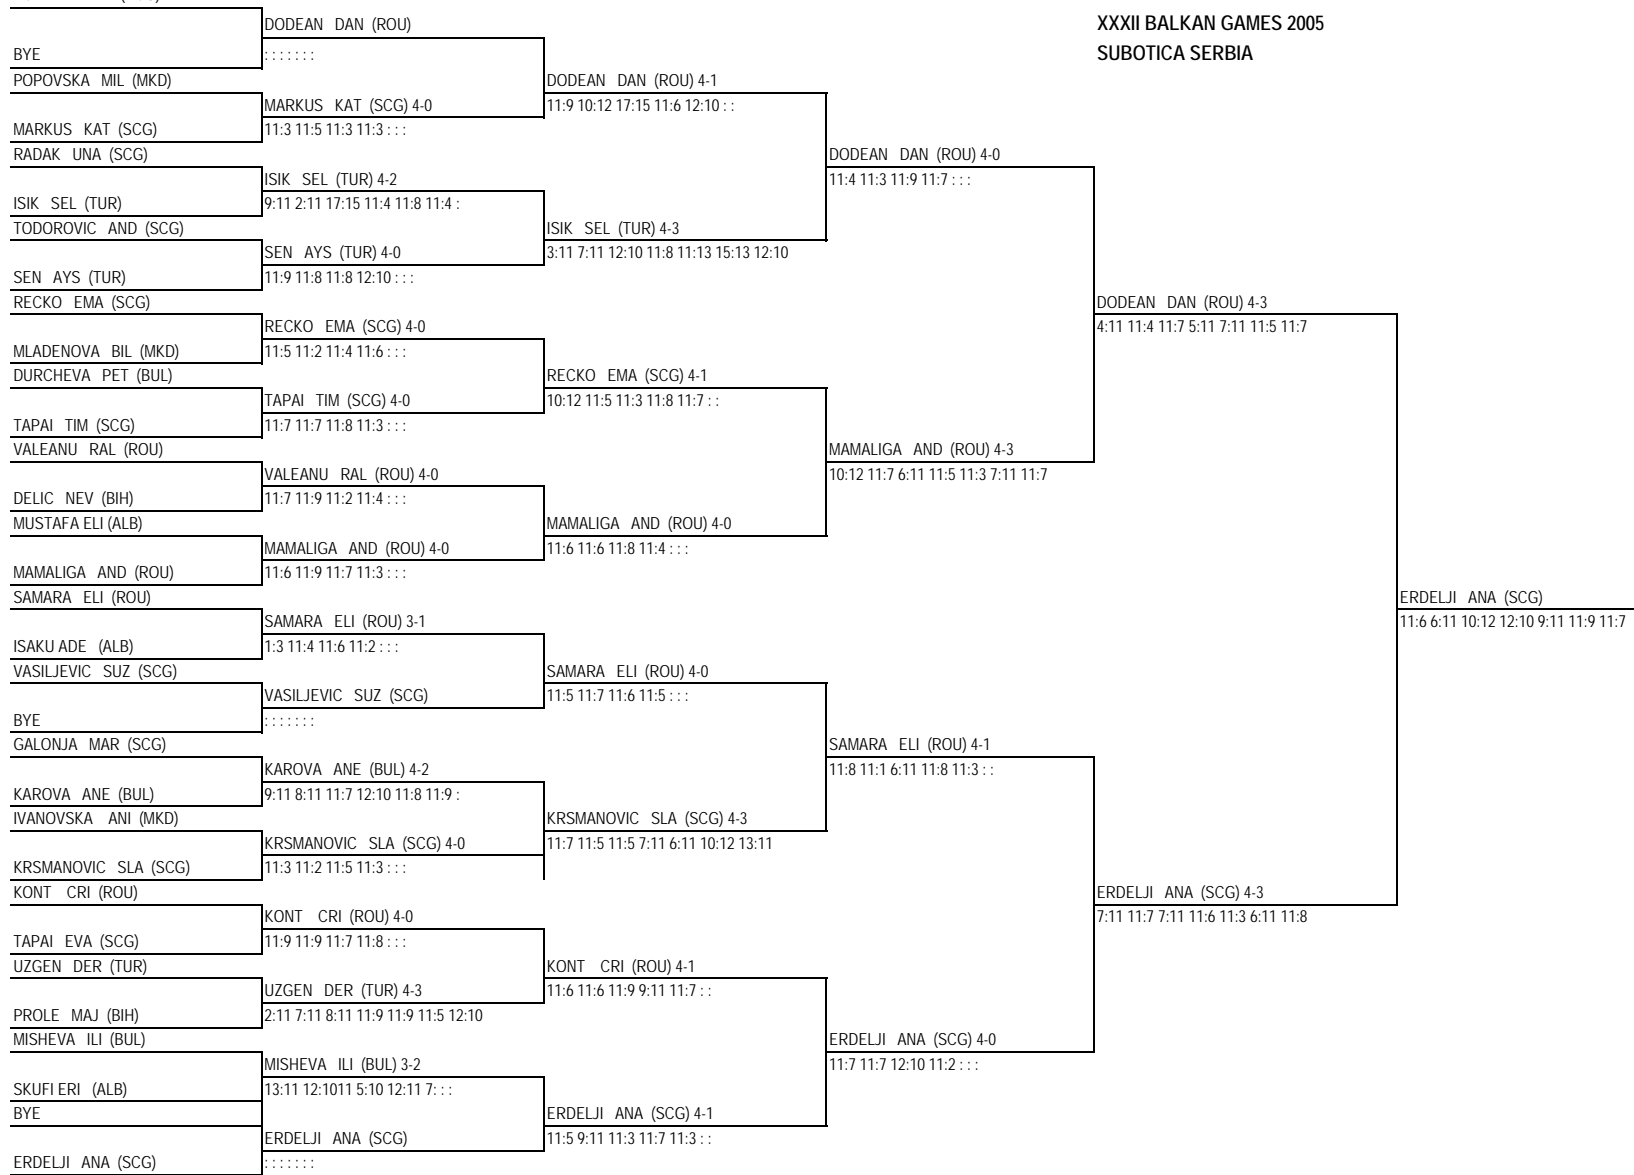 DODEAN DAN (ROU)
XXXII BALKAN GAMES 2005
BYE
: : : : : : :
SUBOTICA SERBIA
POPOVSKA MIL (MKD)
DODEAN DAN (ROU) 4-1
MARKUS KAT (SCG) 4-0
11:9 10:12 17:15 11:6 12:10 : :
MARKUS KAT (SCG)
11:3 11:5 11:3 11:3 : : :
RADAK UNA (SCG)
DODEAN DAN (ROU) 4-0
ISIK SEL (TUR) 4-2
11:4 11:3 11:9 11:7 : : :
ISIK SEL (TUR)
9:11 2:11 17:15 11:4 11:8 11:4 :
TODOROVIC AND (SCG)
ISIK SEL (TUR) 4-3
SEN AYS (TUR) 4-0
3:11 7:11 12:10 11:8 11:13 15:13 12:10
SEN AYS (TUR)
11:9 11:8 11:8 12:10 : : :
RECKO EMA (SCG)
DODEAN DAN (ROU) 4-3
RECKO EMA (SCG) 4-0
4:11 11:4 11:7 5:11 7:11 11:5 11:7
MLADENOVA BIL (MKD)
11:5 11:2 11:4 11:6 : : :
DURCHEVA PET (BUL)
RECKO EMA (SCG) 4-1
TAPAI TIM (SCG) 4-0
10:12 11:5 11:3 11:8 11:7 : :
TAPAI TIM (SCG)
11:7 11:7 11:8 11:3 : : :
VALEANU RAL (ROU)
MAMALIGA AND (ROU) 4-3
VALEANU RAL (ROU) 4-0
10:12 11:7 6:11 11:5 11:3 7:11 11:7
DELIC NEV (BIH)
11:7 11:9 11:2 11:4 : : :
MUSTAFA ELI (ALB)
MAMALIGA AND (ROU) 4-0
MAMALIGA AND (ROU) 4-0
11:6 11:6 11:8 11:4 : : :
MAMALIGA AND (ROU)
11:6 11:9 11:7 11:3 : : :
SAMARA ELI (ROU)
ERDELJI ANA (SCG)
SAMARA ELI (ROU) 3-1
11:6 6:11 10:12 12:10 9:11 11:9 11:7
ISAKU ADE (ALB)
1:3 11:4 11:6 11:2 : : :
VASILJEVIC SUZ (SCG)
SAMARA ELI (ROU) 4-0
VASILJEVIC SUZ (SCG)
11:5 11:7 11:6 11:5 : : :
BYE
: : : : : : :
GALONJA MAR (SCG)
SAMARA ELI (ROU) 4-1
KAROVA ANE (BUL) 4-2
11:8 11:1 6:11 11:8 11:3 : :
KAROVA ANE (BUL)
9:11 8:11 11:7 12:10 11:8 11:9 :
IVANOVSKA ANI (MKD)
KRSMANOVIC SLA (SCG) 4-3
KRSMANOVIC SLA (SCG) 4-0
11:7 11:5 11:5 7:11 6:11 10:12 13:11
KRSMANOVIC SLA (SCG)
11:3 11:2 11:5 11:3 : : :
KONT CRI (ROU)
ERDELJI ANA (SCG) 4-3
KONT CRI (ROU) 4-0
7:11 11:7 7:11 11:6 11:3 6:11 11:8
TAPAI EVA (SCG)
11:9 11:9 11:7 11:8 : : :
UZGEN DER (TUR)
KONT CRI (ROU) 4-1
UZGEN DER (TUR) 4-3
11:6 11:6 11:9 9:11 11:7 : :
PROLE MAJ (BIH)
2:11 7:11 8:11 11:9 11:9 11:5 12:10
MISHEVA ILI (BUL)
ERDELJI ANA (SCG) 4-0
MISHEVA ILI (BUL) 3-2
11:7 11:7 12:10 11:2 : : :
SKUFI ERI (ALB)
13:11 12:1011 5:10 12:11 7: : :
BYE
ERDELJI ANA (SCG) 4-1
ERDELJI ANA (SCG)
11:5 9:11 11:3 11:7 11:3 : :
ERDELJI ANA (SCG)
: : : : : : :